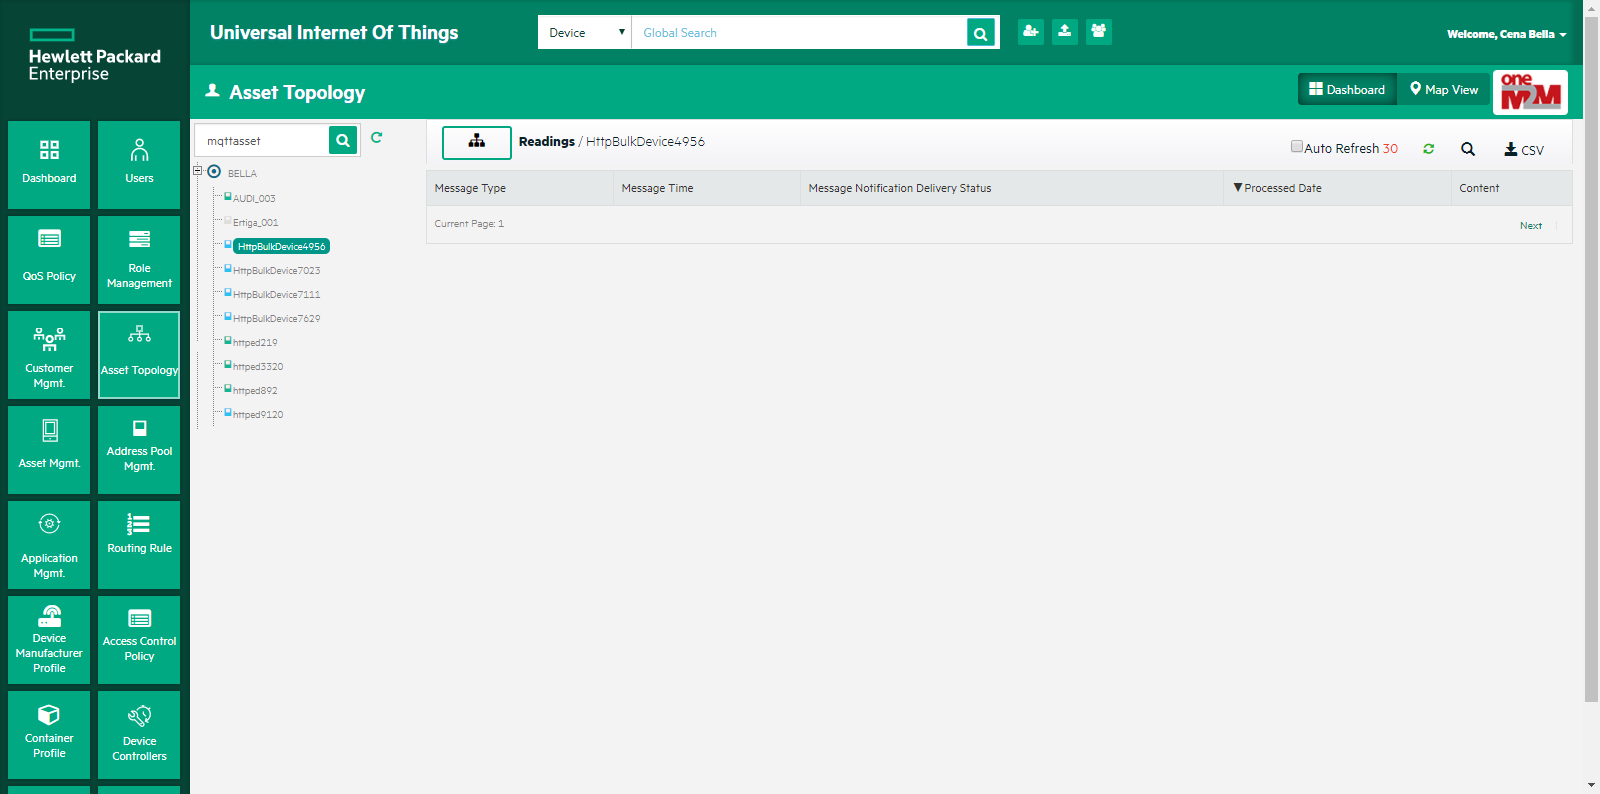 Hewlett Packard
Enterprise
Universal Internet Of Things
Device
Global Search
Welcome, Cena Bella
Asset Topology
Dashboard
Map View
one
M2M
Dashboard
Users
QoS Policy
Role
Management
Customer
Mgmt.
Asset Topology
Asset Mgmt.
Address Pool
Mgmt.
Application
Mgmt.
Routing Rule
Device
Manufacturer
Profile
Access Control
Policy
Container
Profile
Device
Controllers
mqttasset
BELLA
AUDI_003
Ertiga_001
HttpBulkDevice4956
HttpBulkDevice7023
HttpBulkDevice7111
HttpBulkDevice7629
httped219
httped3320
httped892
httped9120
Readings / HttpBulkDevice4956
Auto Refresh 30
CSV
Message Type
Message Time
Message Notification Delivery Status
▼Processed Date
Content
Current Page: 1
Next